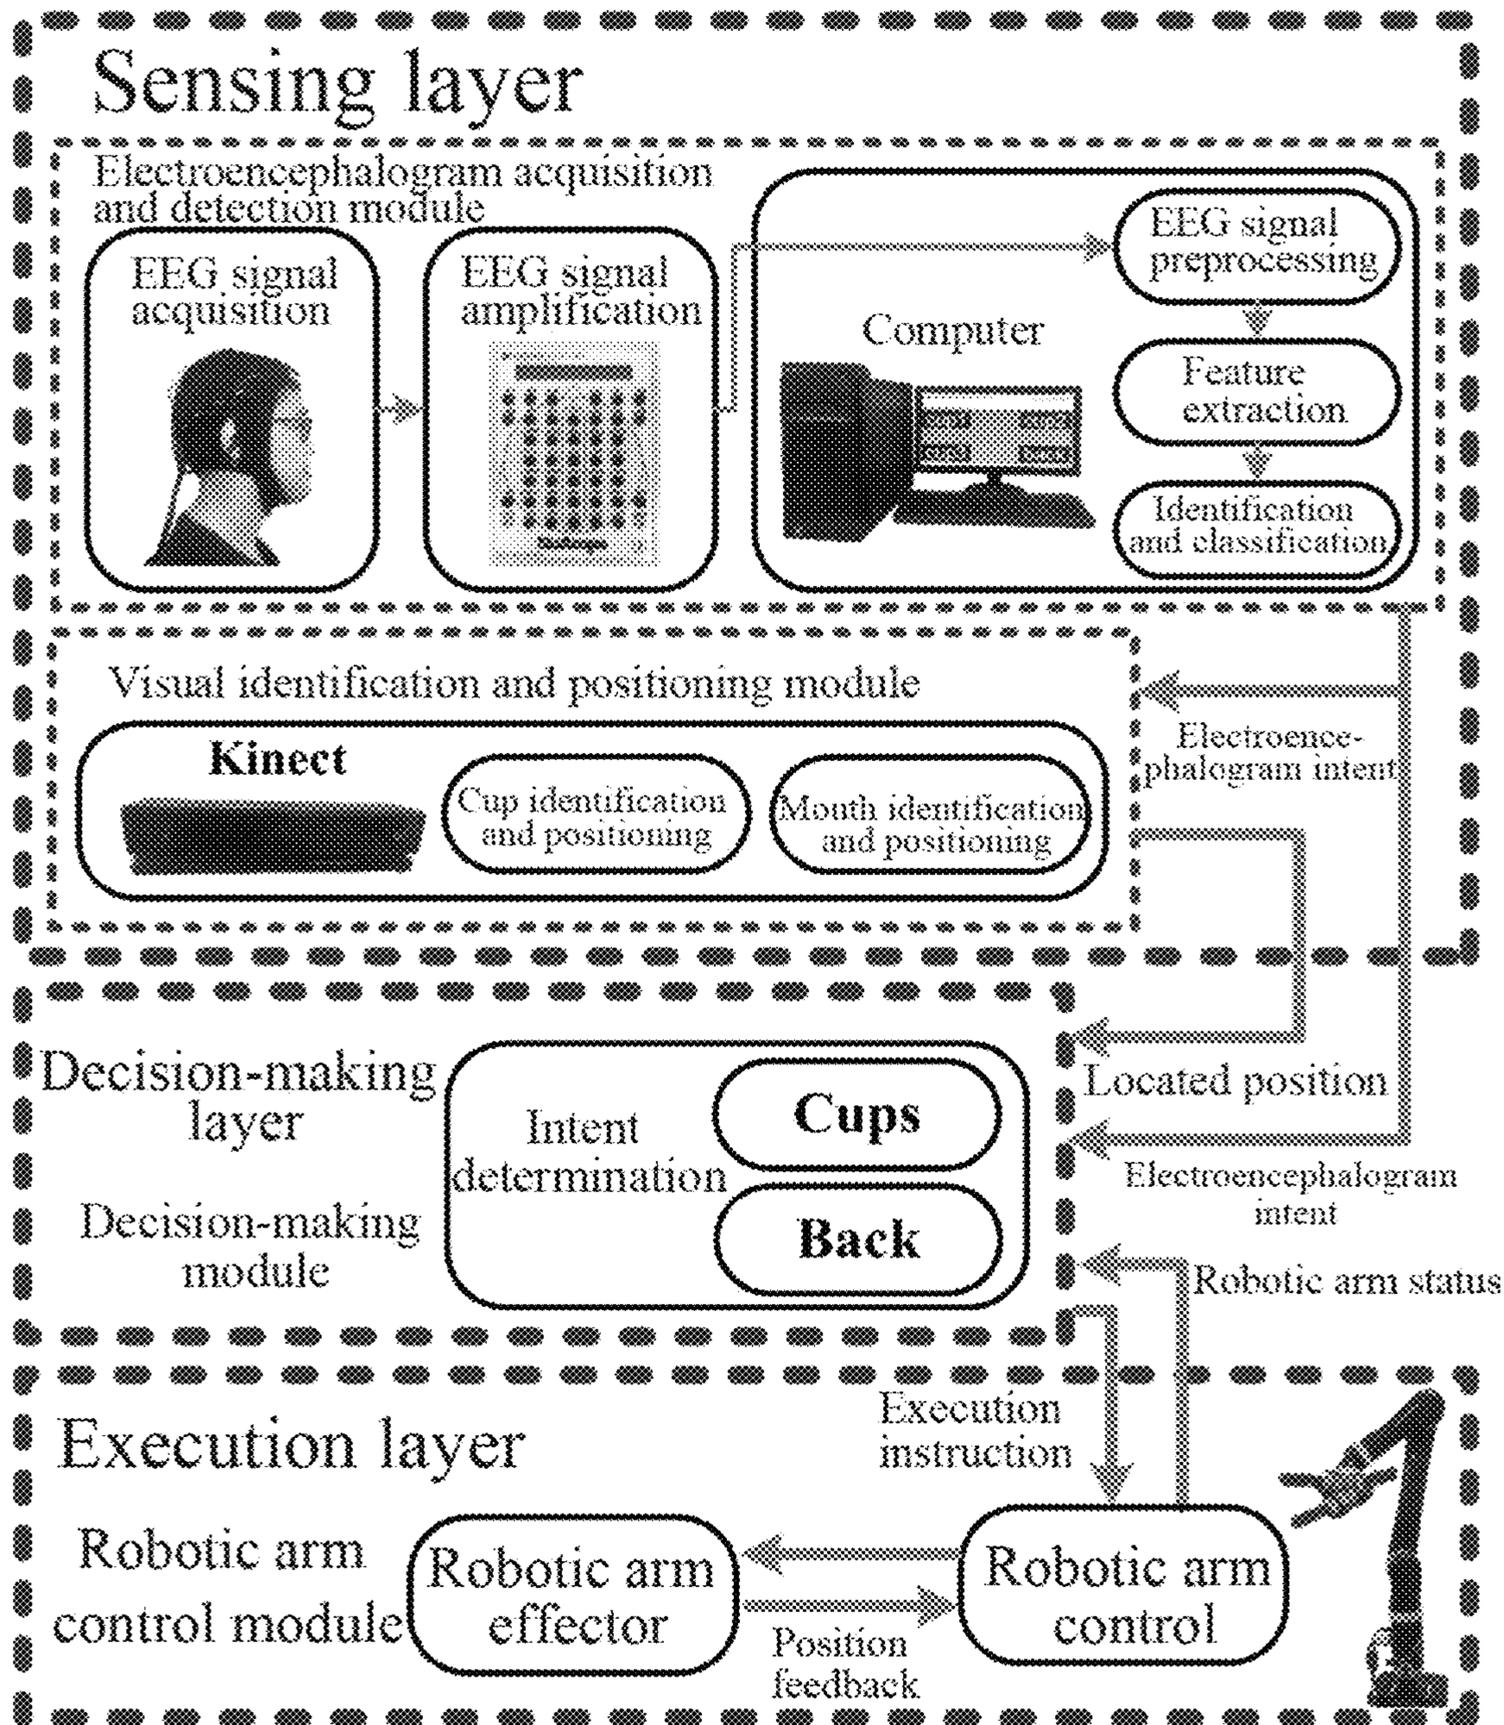 Sensing layer
Electroencephalogram acquisition
and detection module
EEG signal
acquisition
EEG signal
amplification
Computer
EEG signal
preprocessing
Feature
extraction
Identification
and classification
Visual identification and positioning module
Kinect
Cup identification
and positioning
Mouth identification
and positioning
Electroence-
phalogram intent
Decision-making
layer
Decision-making
module
Intent
determination
Cups
Back
Located position
Electroencephalogram
intent
Robotic arm status
Execution layer
Execution
instruction
Robotic arm
control module
Robotic arm
effector
Position
feedback
Robotic arm
control